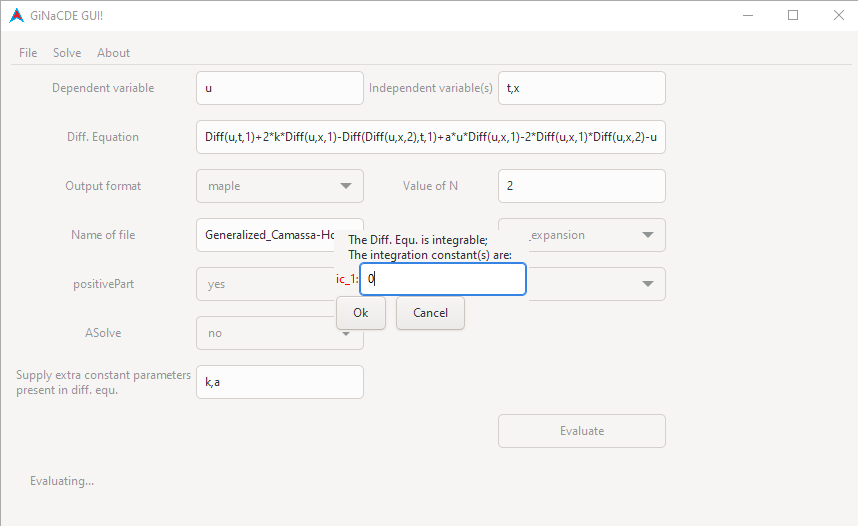 GiNaCDE GUI!
File Solve About
Dependent variable u Independent variable(s) t,x
Diff. Equation Diff(u,t,1)+2*k*Diff(u,x,1)-Diff(Diff(u,x,2),t,1)+a*u*Diff(u,x,1)-2*Diff(u,x,1)*Diff(u,x,2)-u
Output format maple Value of N 2
Name of file Generalized_Camassa-Ho _expansion
The Diff. Equ. is integrable;
The integration constant(s) are:
ic_1: 0
positivePart yes
Ok Cancel
ASolve no
Supply extra constant parameters
present in diff. equ.
k,a
Evaluate
Evaluating...